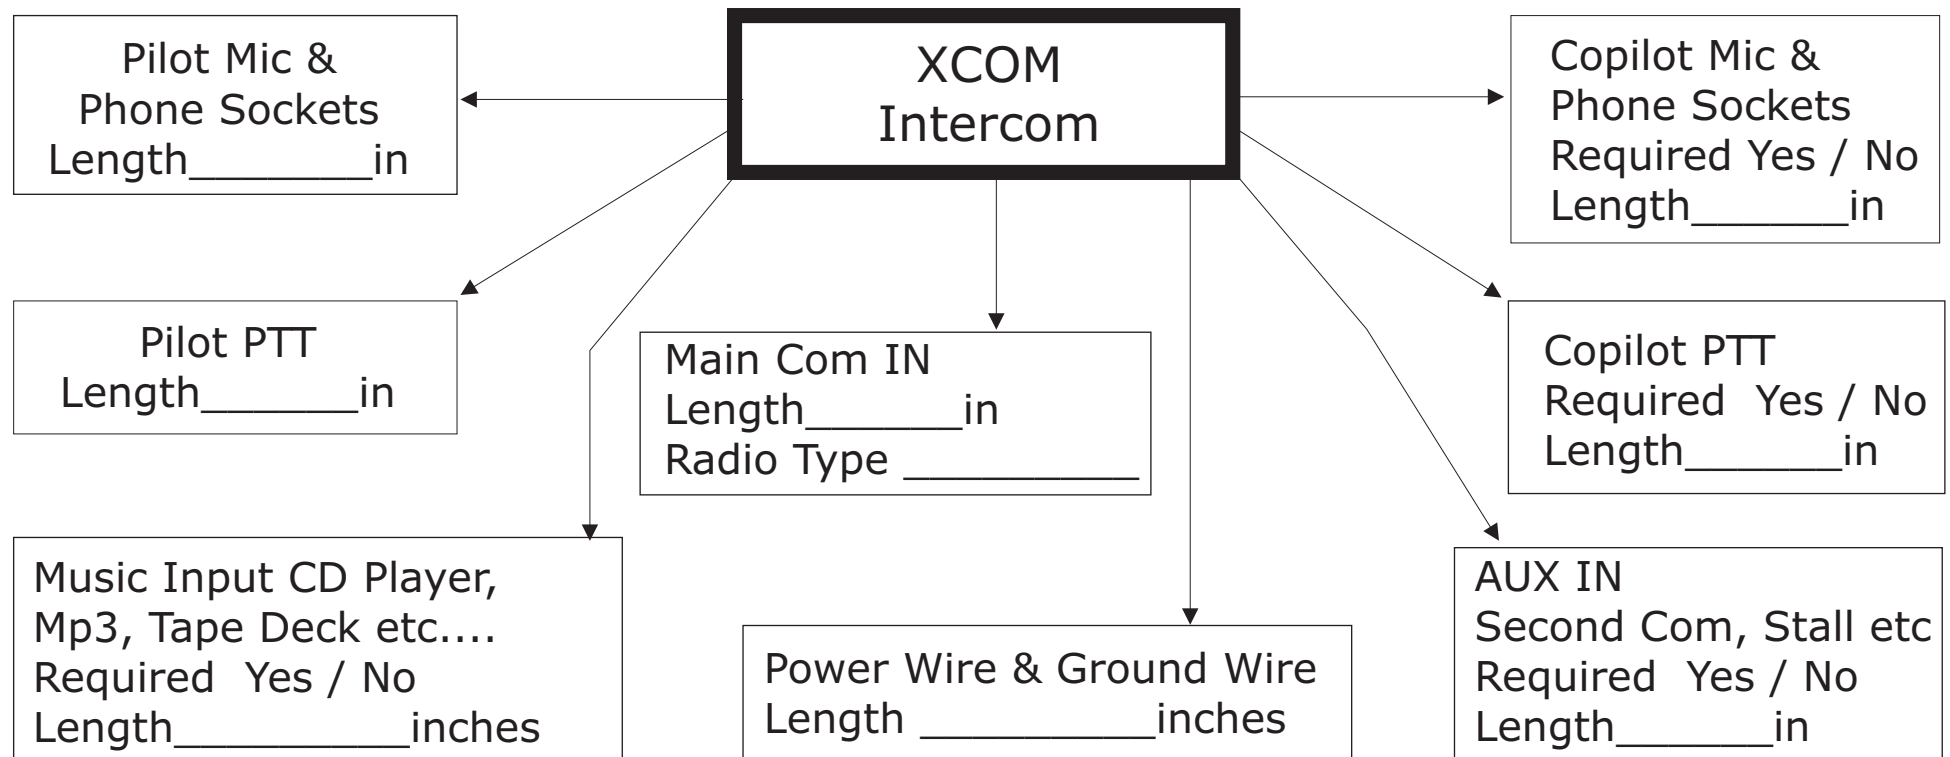 Pilot Mic &
Phone Sockets
Length_______in
XCOM
Intercom
Copilot Mic &
Phone Sockets
Required Yes / No
Length______in
Pilot PTT
Length______in
Main Com IN
Length______in
Radio Type _________
Copilot PTT
Required  Yes / No
Length______in
Music Input CD Player,
Mp3, Tape Deck etc....
Required  Yes / No
Length_________inches
Power Wire & Ground Wire
Length _________inches
AUX IN
Second Com, Stall etc
Required  Yes / No
Length______in